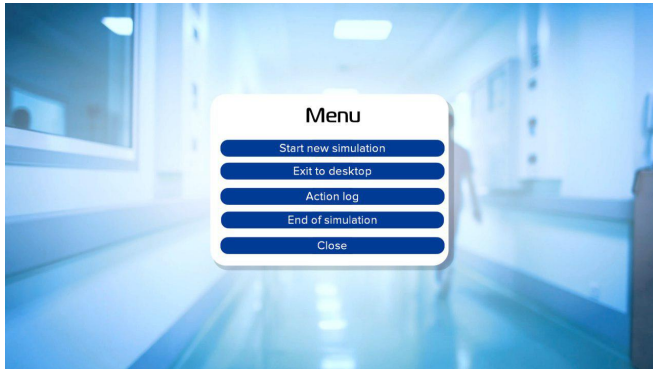 Menu
Start new simulation
Exit to desktop
Action log
End of simulation
Close